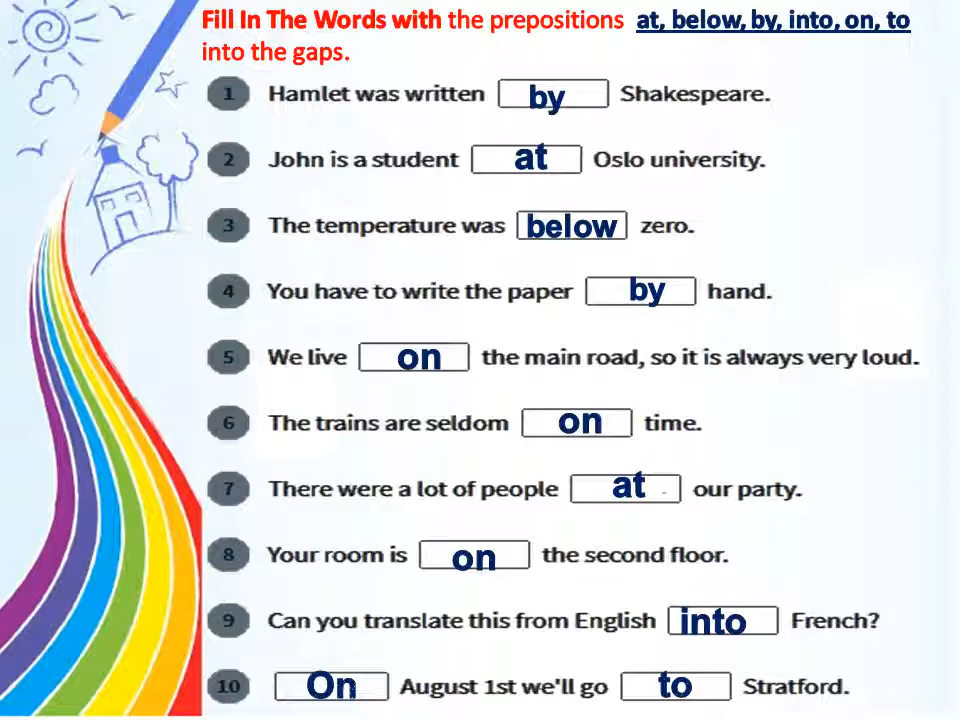 Fill In The Words with the prepositions at, below, by, into, on, to
into the gaps.
1 Hamlet was written by Shakespeare.
2 John is a student at Oslo university.
3 The temperature was below zero.
4 You have to write the paper by hand.
5 We live on the main road, so it is always very loud.
6 The trains are seldom on time.
7 There were a lot of people at our party.
8 Your room is on the second floor.
9 Can you translate this from English into French?
10 On August 1st we'll go to Stratford.